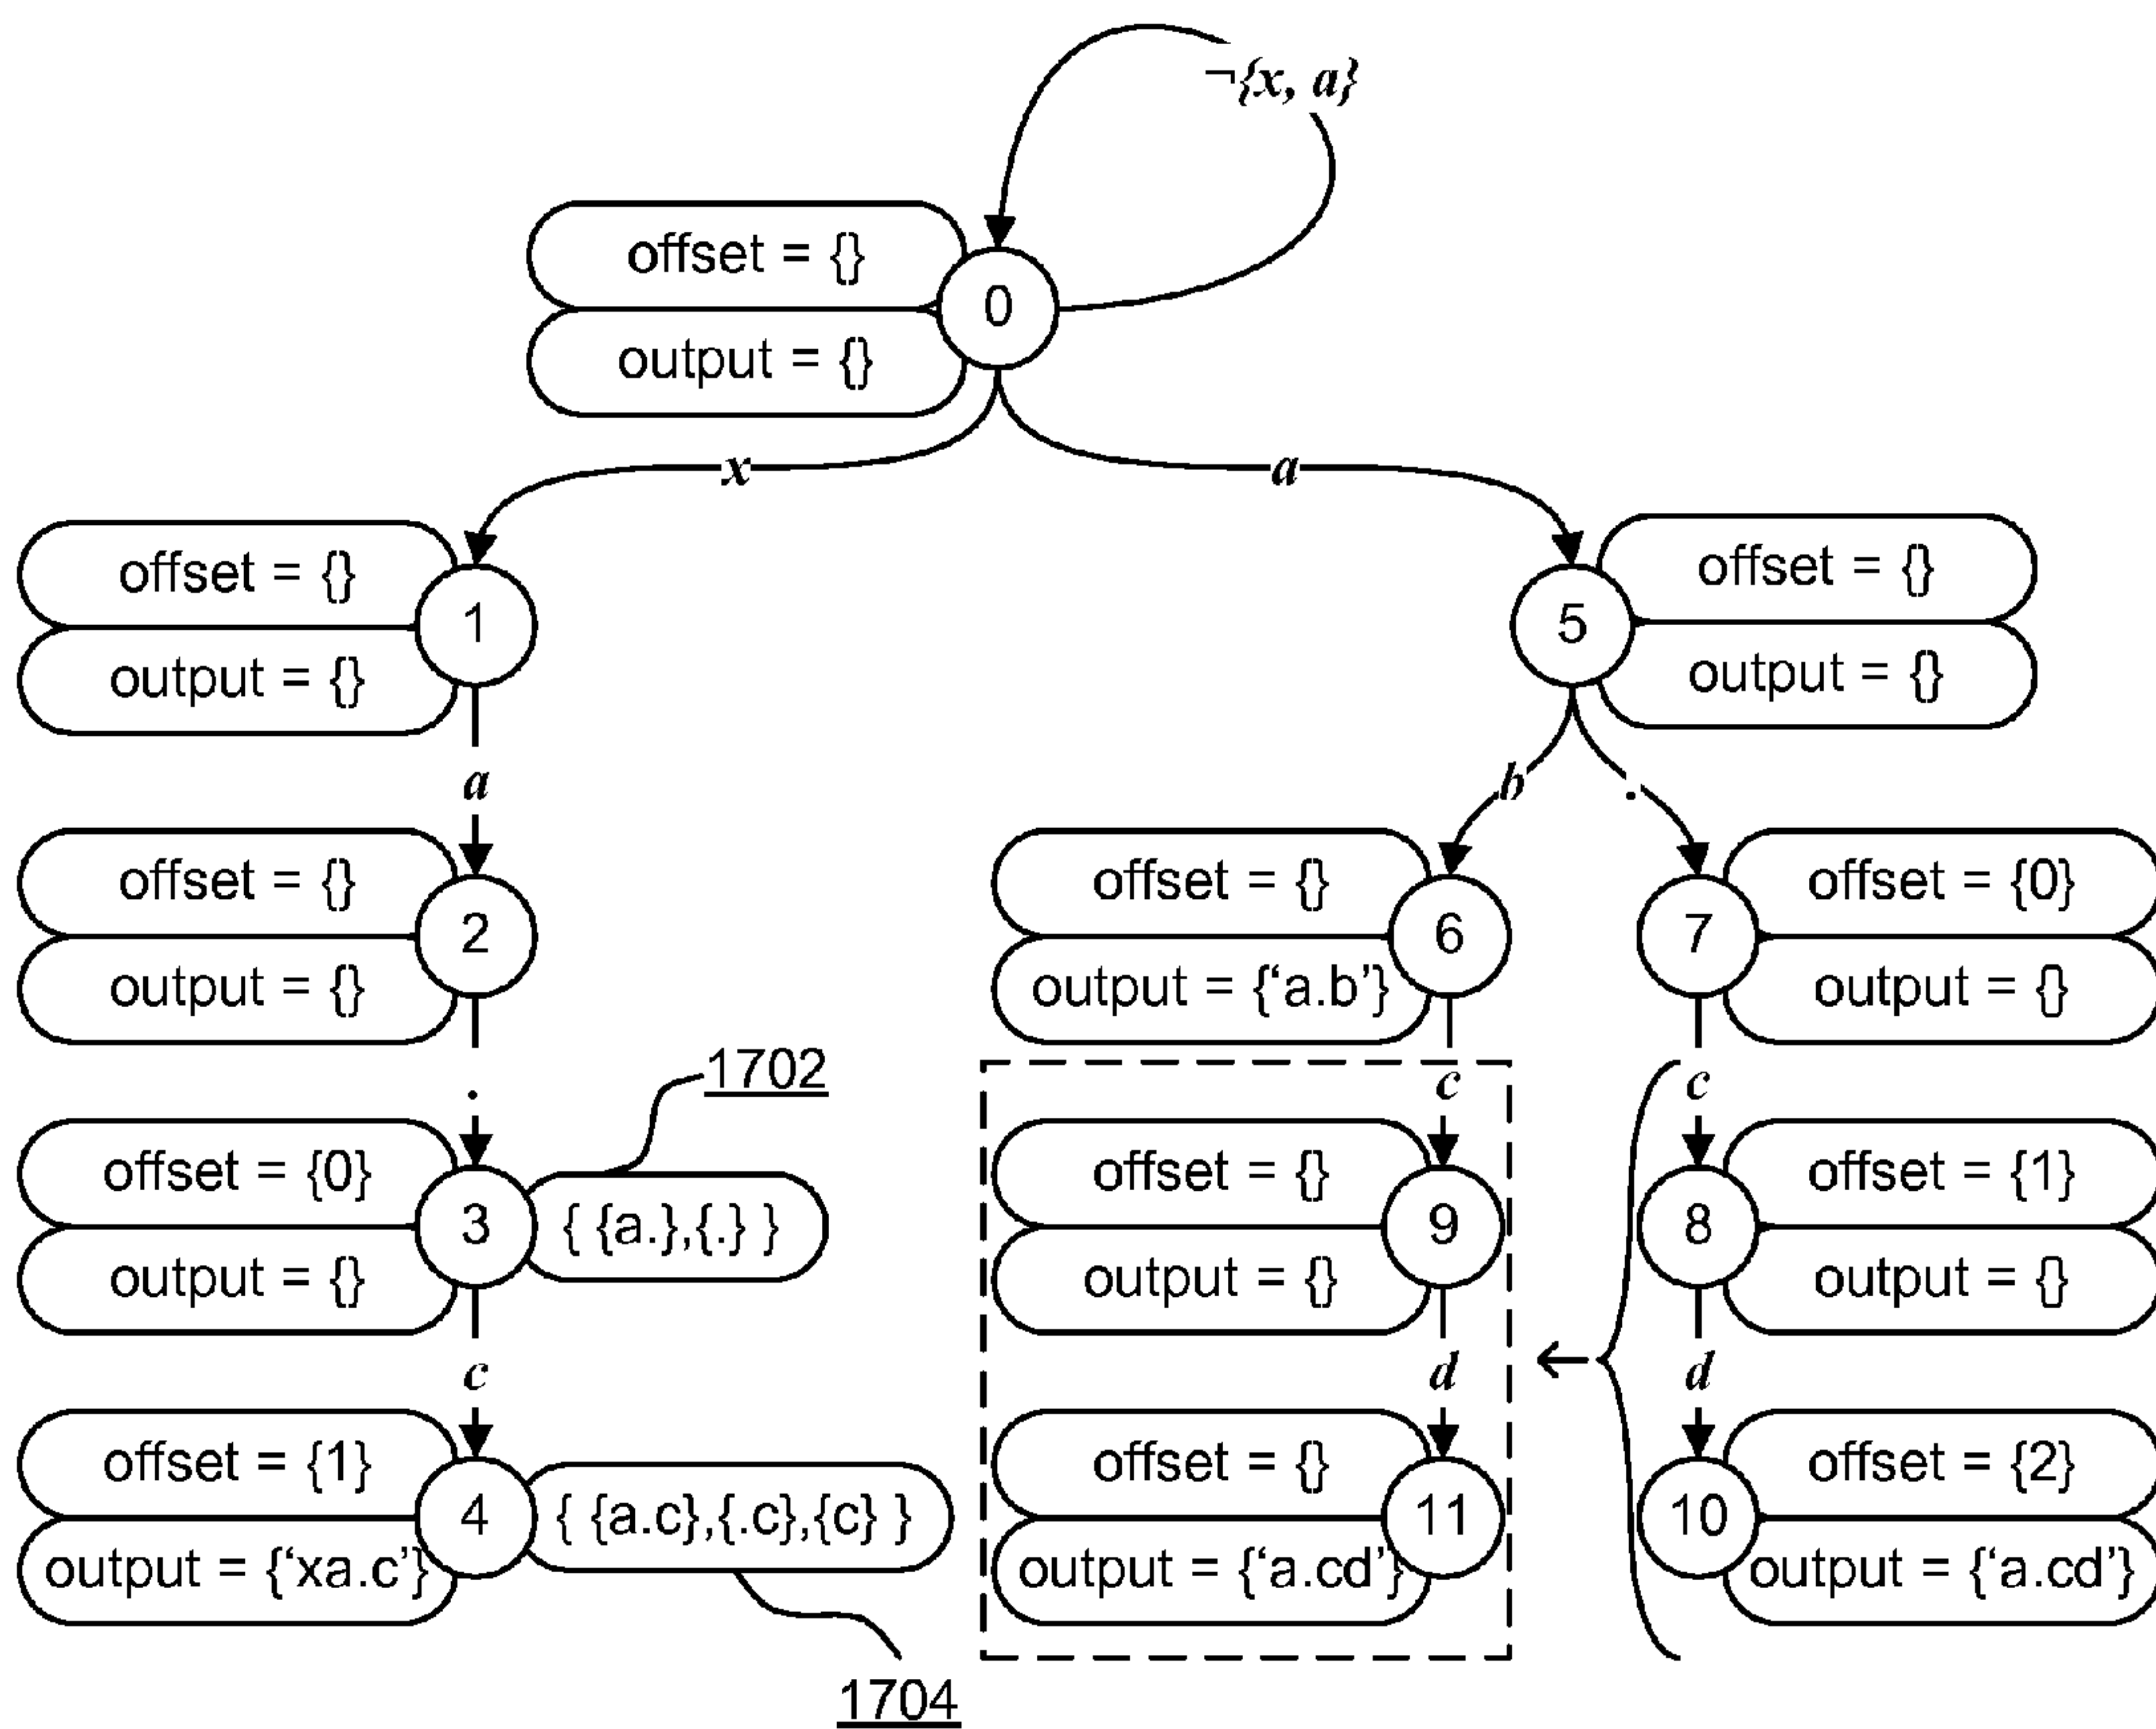 ¬{x, a}
offset = {}
0
output = {}
x
a
offset = {}
1
output = {}
offset = {}
5
output = {}
a
b
.
offset = {}
2
output = {}
offset = {}
6
output = {‘a.b’}
offset = {0}
7
output = {}
.
1702
c
c
offset = {0}
3
{ {a.},{.} }
output = {}
offset = {}
9
output = {}
offset = {1}
8
output = {}
c
d
d
offset = {1}
4
{ {a.c},{.c},{c} }
output = {‘xa.c’}
offset = {}
11
output = {‘a.cd’}
offset = {2}
10
output = {‘a.cd’}
1704